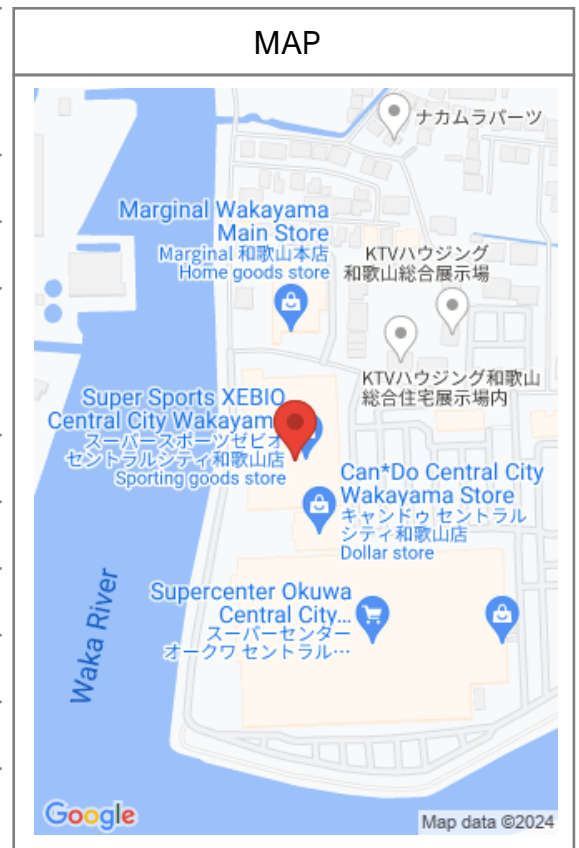 MAP
ナカムラパーツ
Marginal Wakayama
Main Store
Marginal 和歌山本店
Home goods store
KTVハウジング
和歌山総合展示場
KTVハウジング和歌山
総合住宅展示場内
Super Sports XEBIO
Central City Wakayama
スーパースポーツゼビオ
セントラルシティ和歌山店
Sporting goods store
Can*Do Central City
Wakayama Store
キャンドゥ セントラル
シティ和歌山店
Dollar store
Supercenter Okuwa
Central City...
スーパーセンター
オークワ セントラル…
Waka River
Google
Map data ©2024